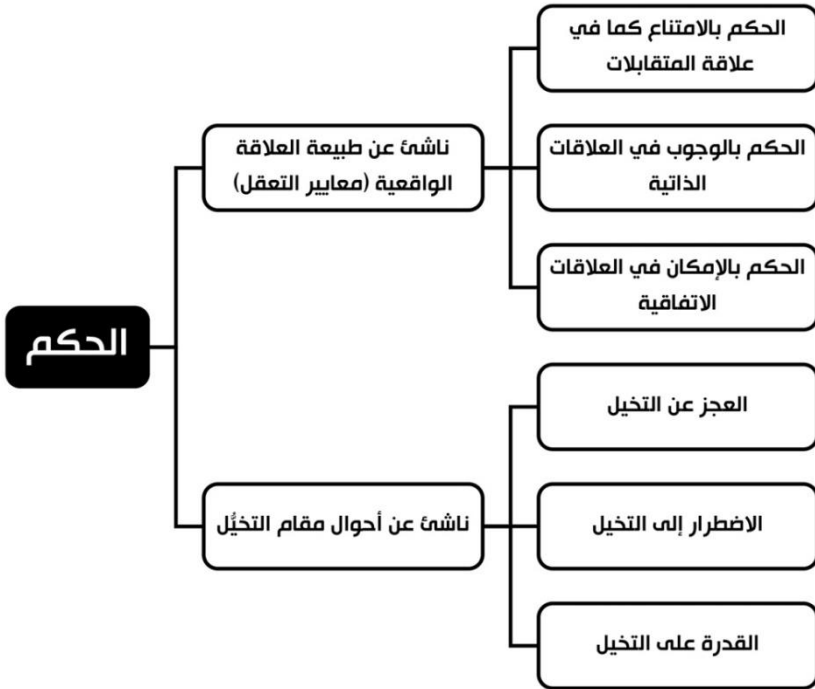 الحكم
ناشئ عن طبيعة العلاقة
الواقعية (معايير التعقل)
الحكم بالامتناع كما في
علاقة المتقابلات
الحكم بالوجوب في العلاقات
الذاتية
الحكم بالإمكان في العلاقات
الاتفاقية
ناشئ عن أحوال مقام التخيُّل
العجز عن التخيل
الاضطرار إلى التخيل
القدرة على التخيل